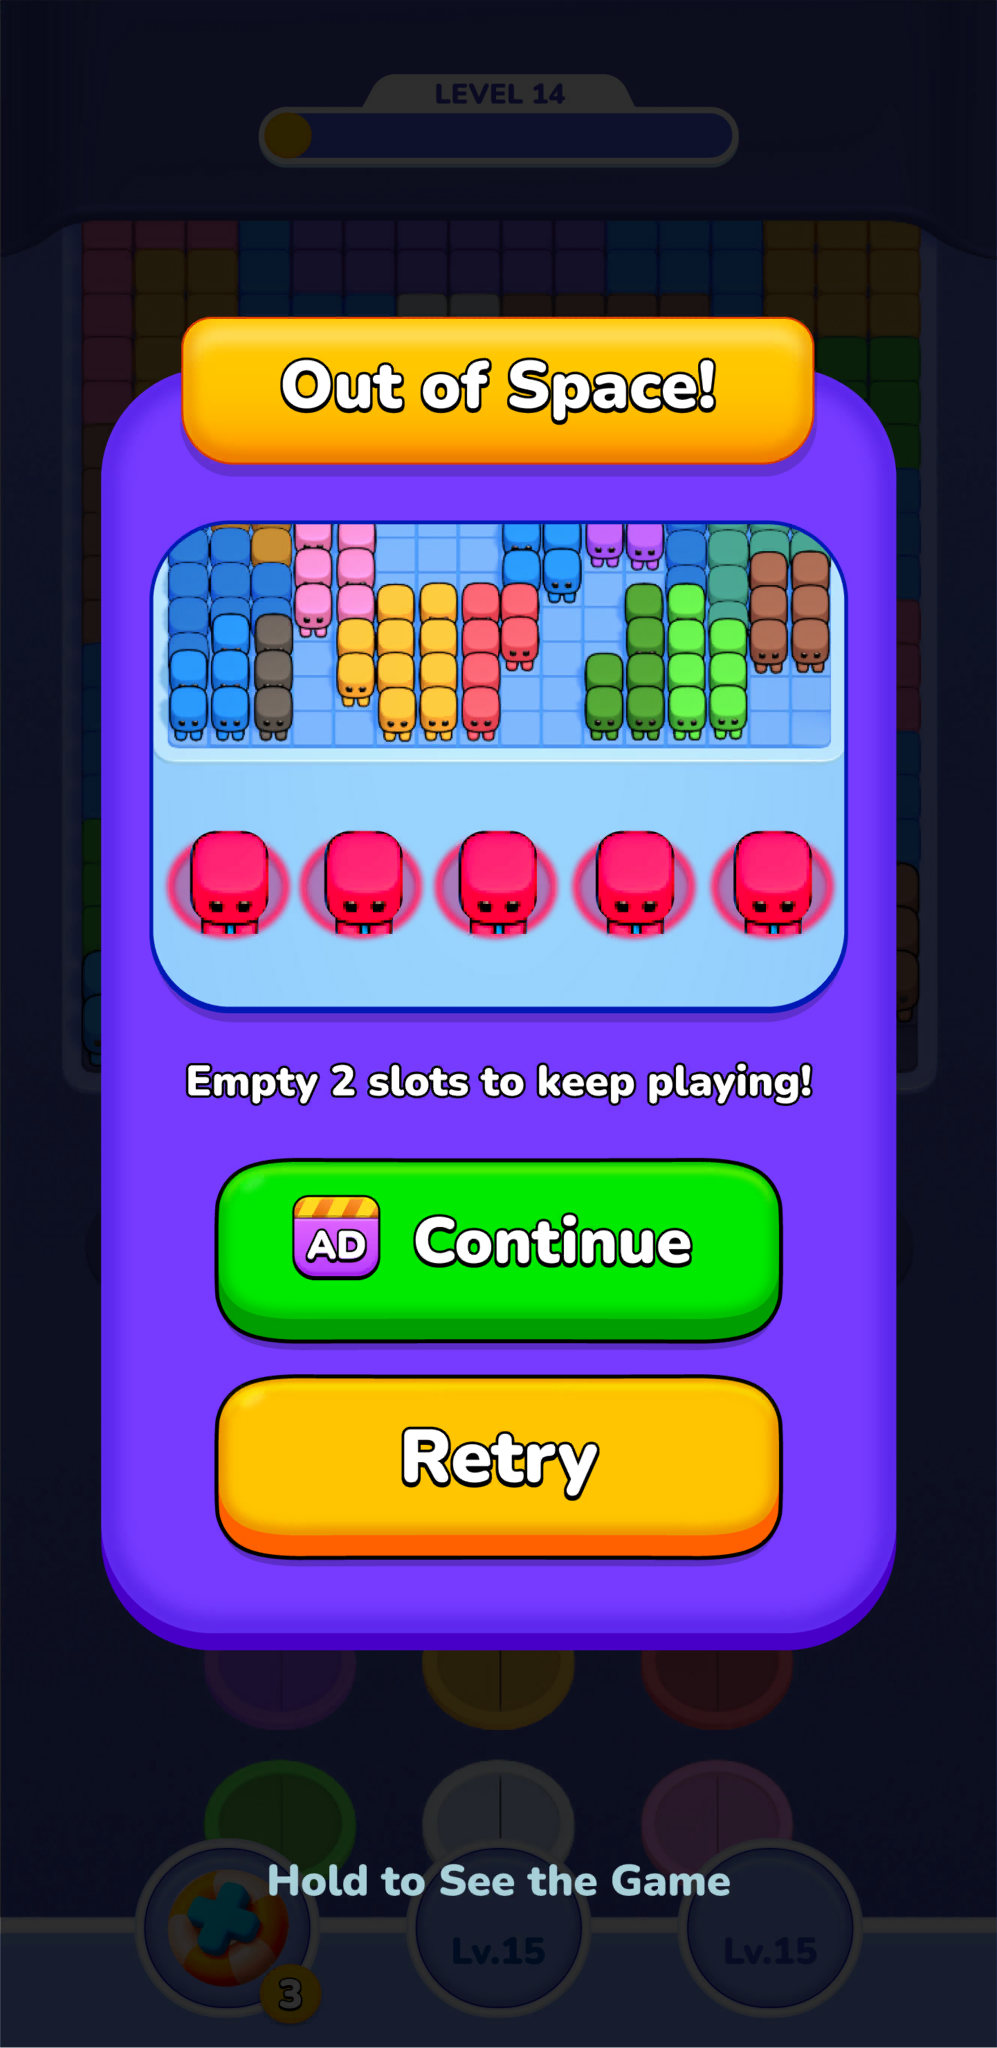 LEVEL 14
Out of Space!
Empty 2 slots to keep playing!
AD Continue
Retry
Hold to See the Game
Lv.15
Lv.15
3